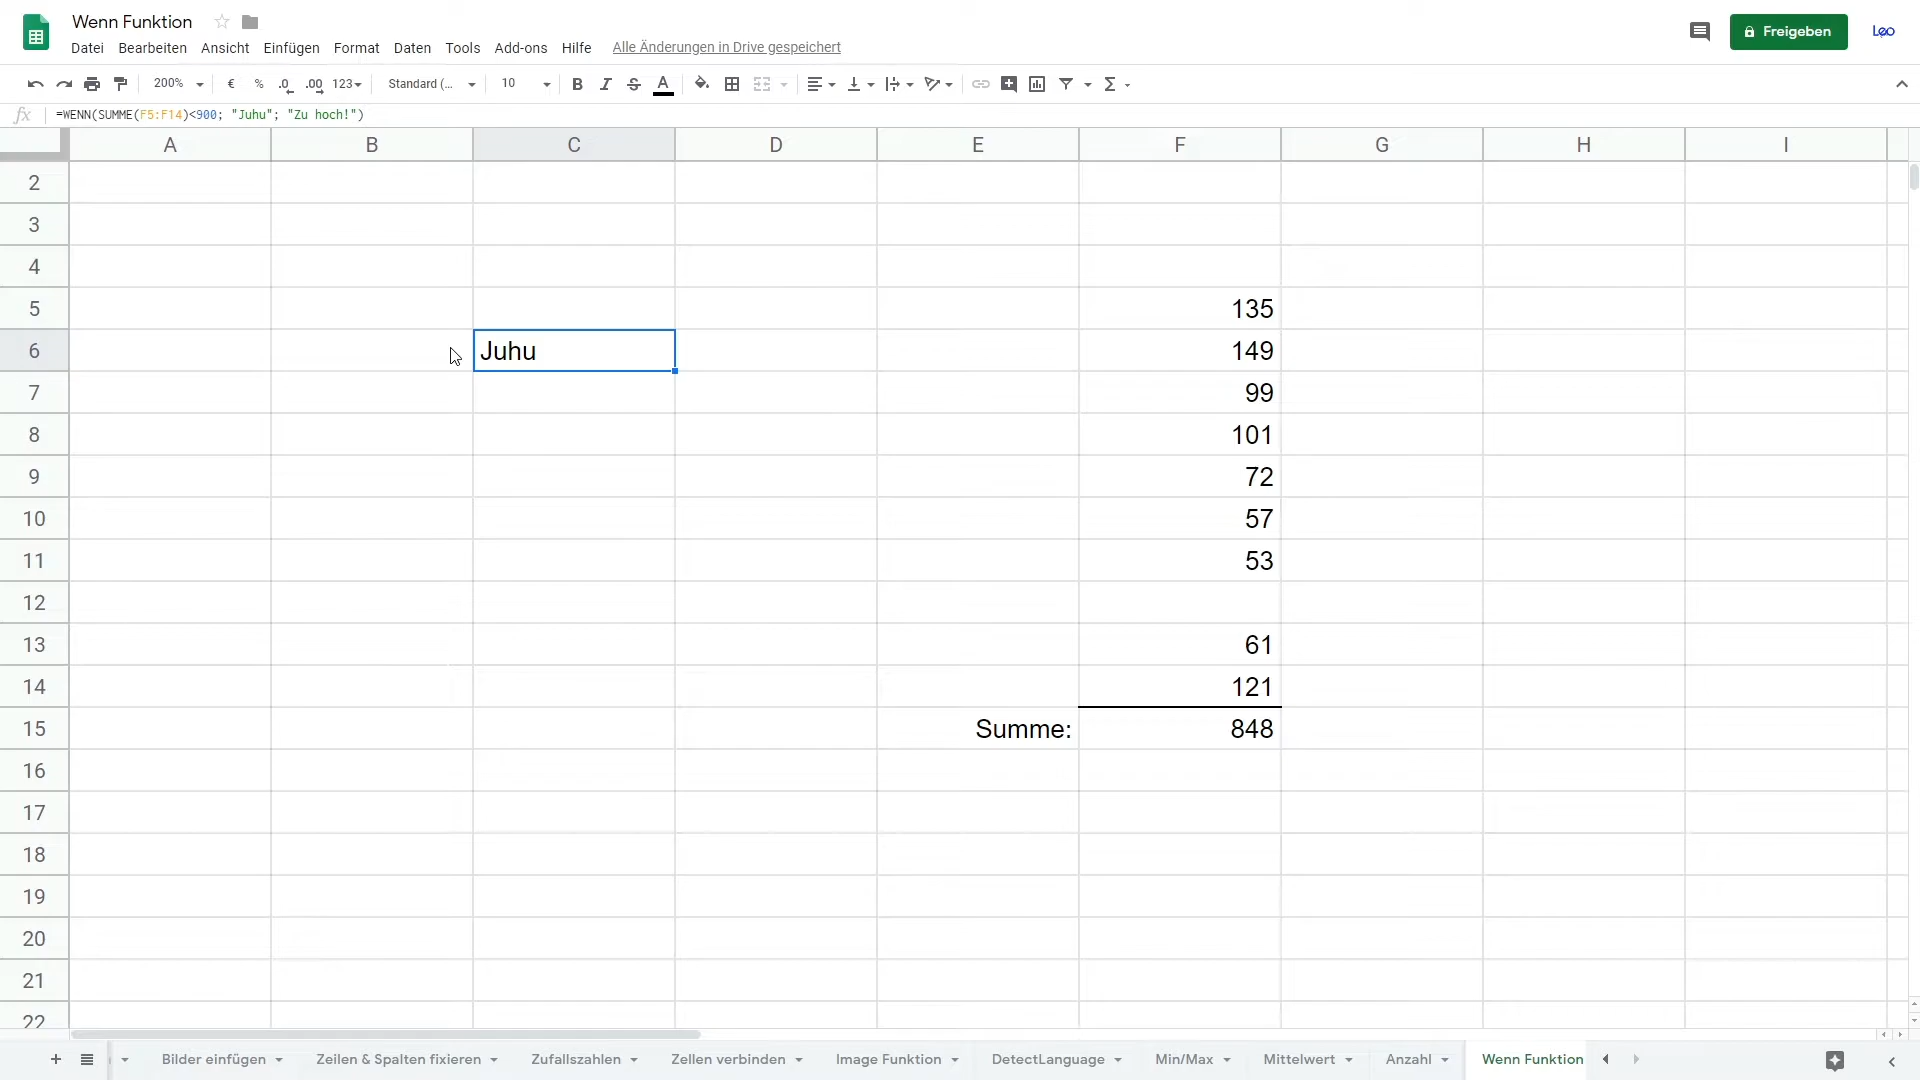 Wenn Funktion
Datei Bearbeiten Ansicht Einfügen Format Daten Tools Add-ons Hilfe Alle Änderungen in Drive gespeichert
Freigeben
Leo
200% € % .0 .00 123 Standard (... 10 B I S A Σ
fx =WENN(SUMME(F5:F14)<900; "Juhu"; "Zu hoch!")
A B C D E F G H I
2
3
4
5 135
6 Juhu 149
7 99
8 101
9 72
10 57
11 53
12
13 61
14 121
15 Summe: 848
16
17
18
19
20
21
22
+ Bilder einfügen Zeilen & Spalten fixieren Zufallszahlen Zellen verbinden Image Funktion DetectLanguage Min/Max Mittelwert Anzahl Wenn Funktion